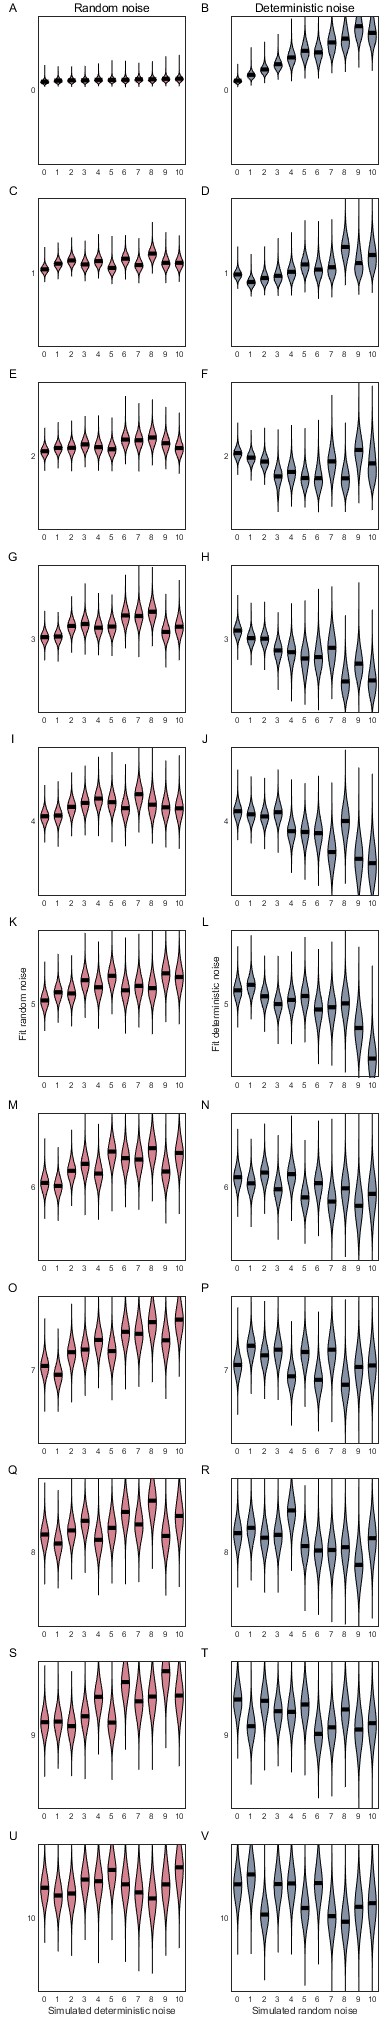 A Random noise B Deterministic noise
0 0
0 1 2 3 4 5 6 7 8 9 10 0 1 2 3 4 5 6 7 8 9 10
C D
1 1
0 1 2 3 4 5 6 7 8 9 10 0 1 2 3 4 5 6 7 8 9 10
E F
2 2
0 1 2 3 4 5 6 7 8 9 10 0 1 2 3 4 5 6 7 8 9 10
G H
3 3
0 1 2 3 4 5 6 7 8 9 10 0 1 2 3 4 5 6 7 8 9 10
I J
4 4
0 1 2 3 4 5 6 7 8 9 10 0 1 2 3 4 5 6 7 8 9 10
K L
Fit random noise
Fit deterministic noise
5 5
0 1 2 3 4 5 6 7 8 9 10 0 1 2 3 4 5 6 7 8 9 10
M N
6 6
0 1 2 3 4 5 6 7 8 9 10 0 1 2 3 4 5 6 7 8 9 10
O P
7 7
0 1 2 3 4 5 6 7 8 9 10 0 1 2 3 4 5 6 7 8 9 10
Q R
8 8
0 1 2 3 4 5 6 7 8 9 10 0 1 2 3 4 5 6 7 8 9 10
S T
9 9
0 1 2 3 4 5 6 7 8 9 10 0 1 2 3 4 5 6 7 8 9 10
U V
10 10
0 1 2 3 4 5 6 7 8 9 10 0 1 2 3 4 5 6 7 8 9 10
Simulated deterministic noise Simulated random noise